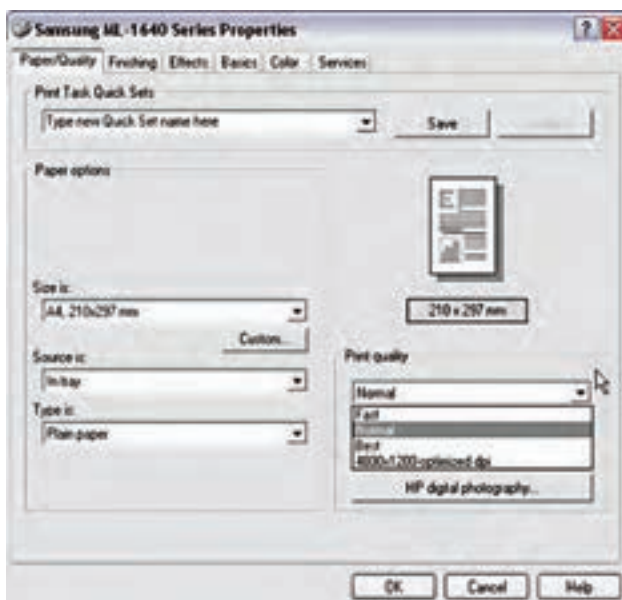 Samsung ML-1640 Series Properties
Paper/Quality Finishing Effects Basics Color Services
Print Task Quick Sets
Type new Quick Set name here
Save
Paper options
Size is:
A4, 210x297 mm
210 x 297 mm
Custom...
Source is:
In-tray
Type is:
Plain paper
Print quality
Normal
Fast
Normal
Best
4800x1200-optimized dpi
HP digital photography...
OK Cancel Help